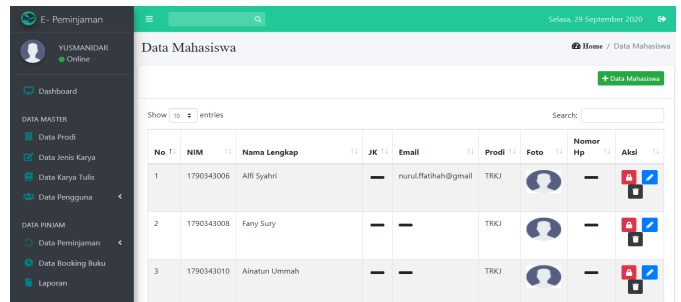 E- Peminjaman
Selasa, 29 September 2020
YUSMANIDAR
Online
Dashboard
DATA MASTER
Data Prodi
Data Jenis Karya
Data Karya Tulis
Data Pengguna
DATA PINJAM
Data Peminjaman
Data Booking Buku
Laporan
Data Mahasiswa
Home / Data Mahasiswa
+ Data Mahasiswa
Show 10 entries
Search:
No NIM Nama Lengkap JK Email Prodi Foto Nomor Hp Aksi
1 1790343006 Alfi Syahri nurul.ffatihah@gmail TRKJ
2 1790343008 Fany Sury TRKJ
3 1790343010 Ainatun Ummah TRKJ